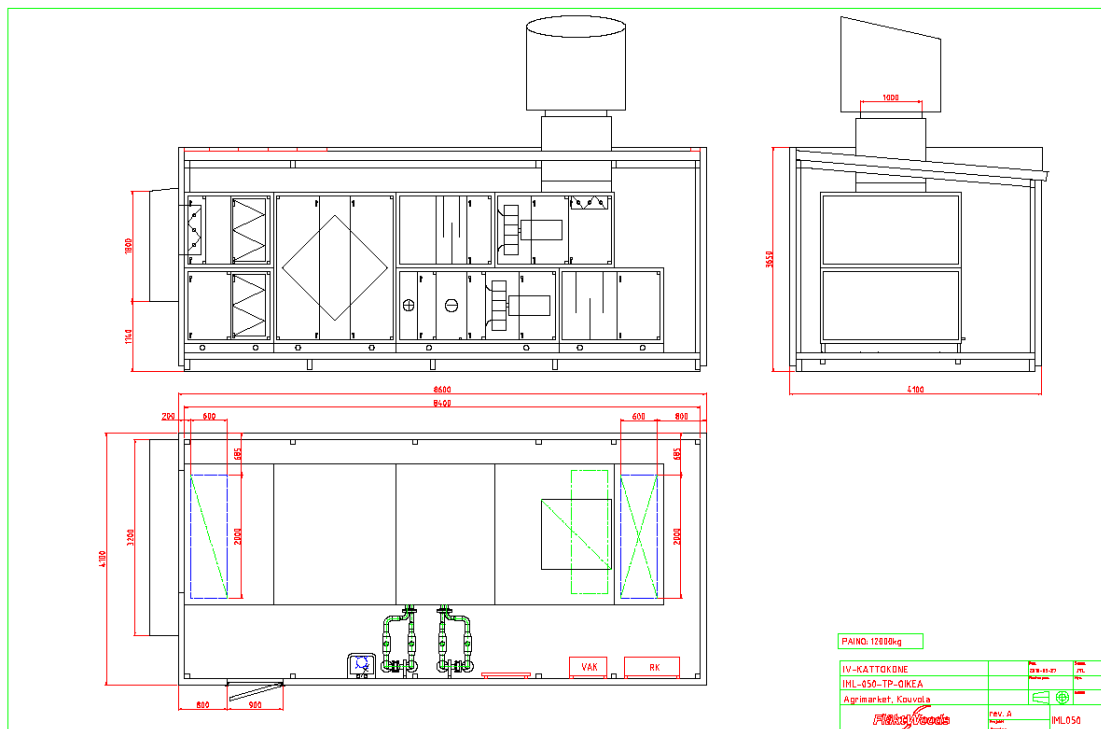 1000
1800
1140
3650
8600
8400
4100
200
600
600
800
685
685
2000
2000
3200
4100
VAK
RK
800
900
PAINO: 12000kg
IV-KATTOKONE
IML-050-TP-OIKEA
Agrimarket, Kouvola
FläktWoods
rev. A
IML050